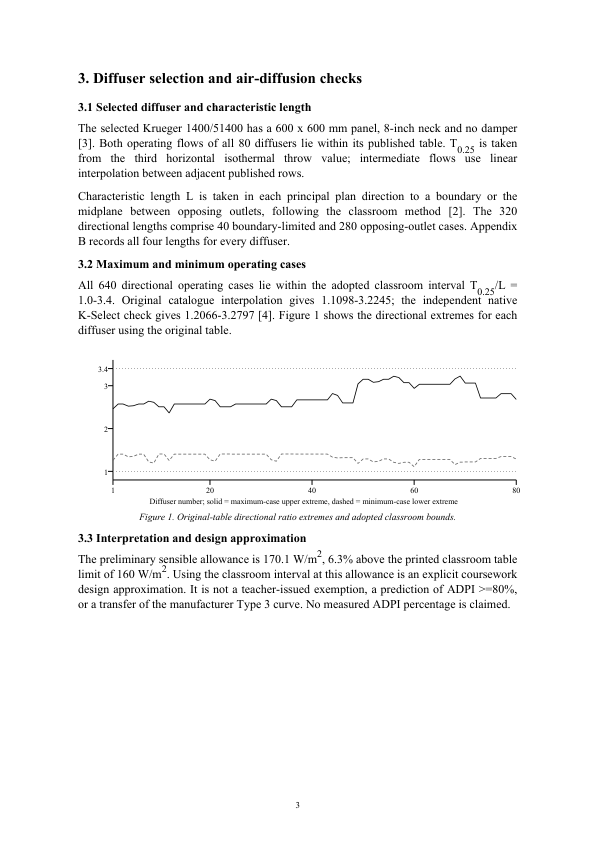 3. Diffuser selection and air-diffusion checks
3.1 Selected diffuser and characteristic length
The selected Krueger 1400/51400 has a 600 x 600 mm panel, 8-inch neck and no damper
[3]. Both operating flows of all 80 diffusers lie within its published table. T0.25 is taken
from the third horizontal isothermal throw value; intermediate flows use linear
interpolation between adjacent published rows.
Characteristic length L is taken in each principal plan direction to a boundary or the
midplane between opposing outlets, following the classroom method [2]. The 320
directional lengths comprise 40 boundary-limited and 280 opposing-outlet cases. Appendix
B records all four lengths for every diffuser.
3.2 Maximum and minimum operating cases
All 640 directional operating cases lie within the adopted classroom interval T0.25/L =
1.0-3.4. Original catalogue interpolation gives 1.1098-3.2245; the independent native
K-Select check gives 1.2066-3.2797 [4]. Figure 1 shows the directional extremes for each
diffuser using the original table.
3.4
3
2
1
1 20 40 60 80
Diffuser number; solid = maximum-case upper extreme, dashed = minimum-case lower extreme
Figure 1. Original-table directional ratio extremes and adopted classroom bounds.
3.3 Interpretation and design approximation
The preliminary sensible allowance is 170.1 W/m2, 6.3% above the printed classroom table
limit of 160 W/m2. Using the classroom interval at this allowance is an explicit coursework
design approximation. It is not a teacher-issued exemption, a prediction of ADPI >=80%,
or a transfer of the manufacturer Type 3 curve. No measured ADPI percentage is claimed.
3